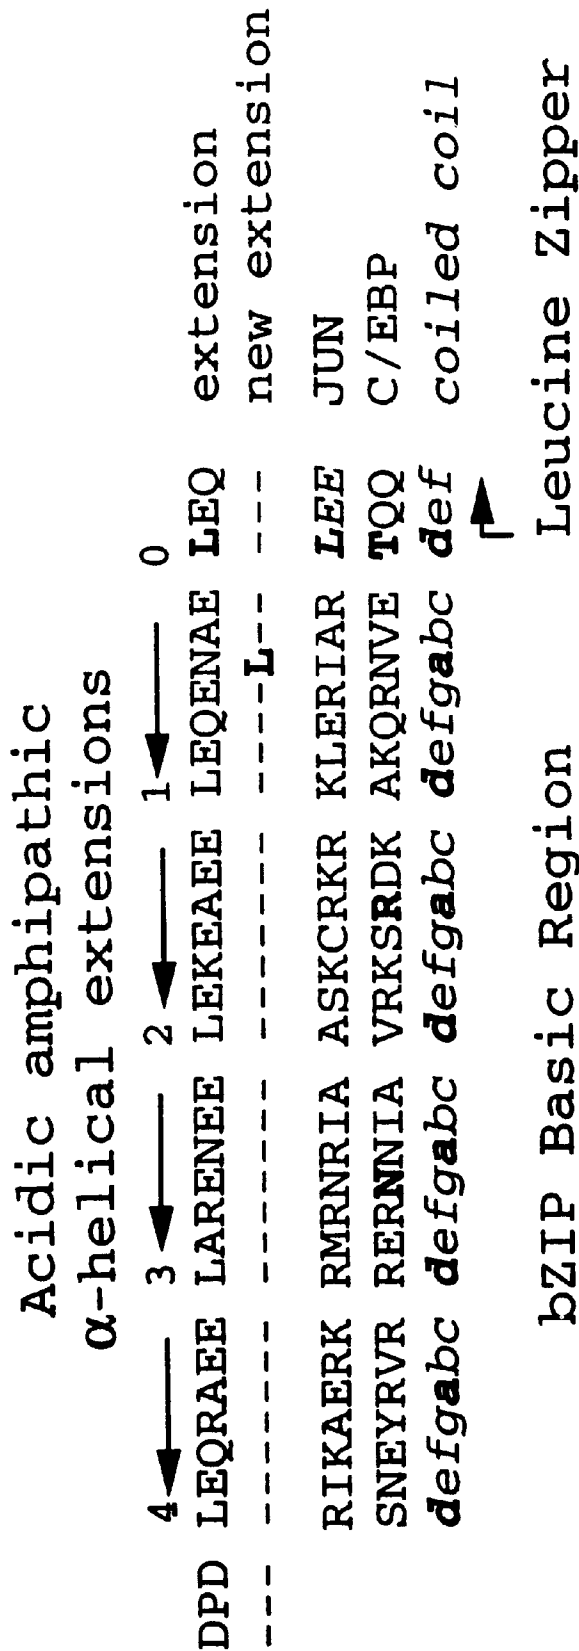 Acidic amphipathic
α-helical extensions
4 3 2 1 0
DPD LEQRAEE LARENEE LEKEAEE LEQENAE LEQ extension
--- ------- ------- ------- ----L-- --- new extension
RIKAERK RMRNRIA ASKCRKR KLERIAR LEE JUN
SNEYRVR RERNNIA VRKSRDK AKQRNVE TQQ C/EBP
defgabc defgabc defgabc defgabc def coiled coil
bZIP Basic Region Leucine Zipper